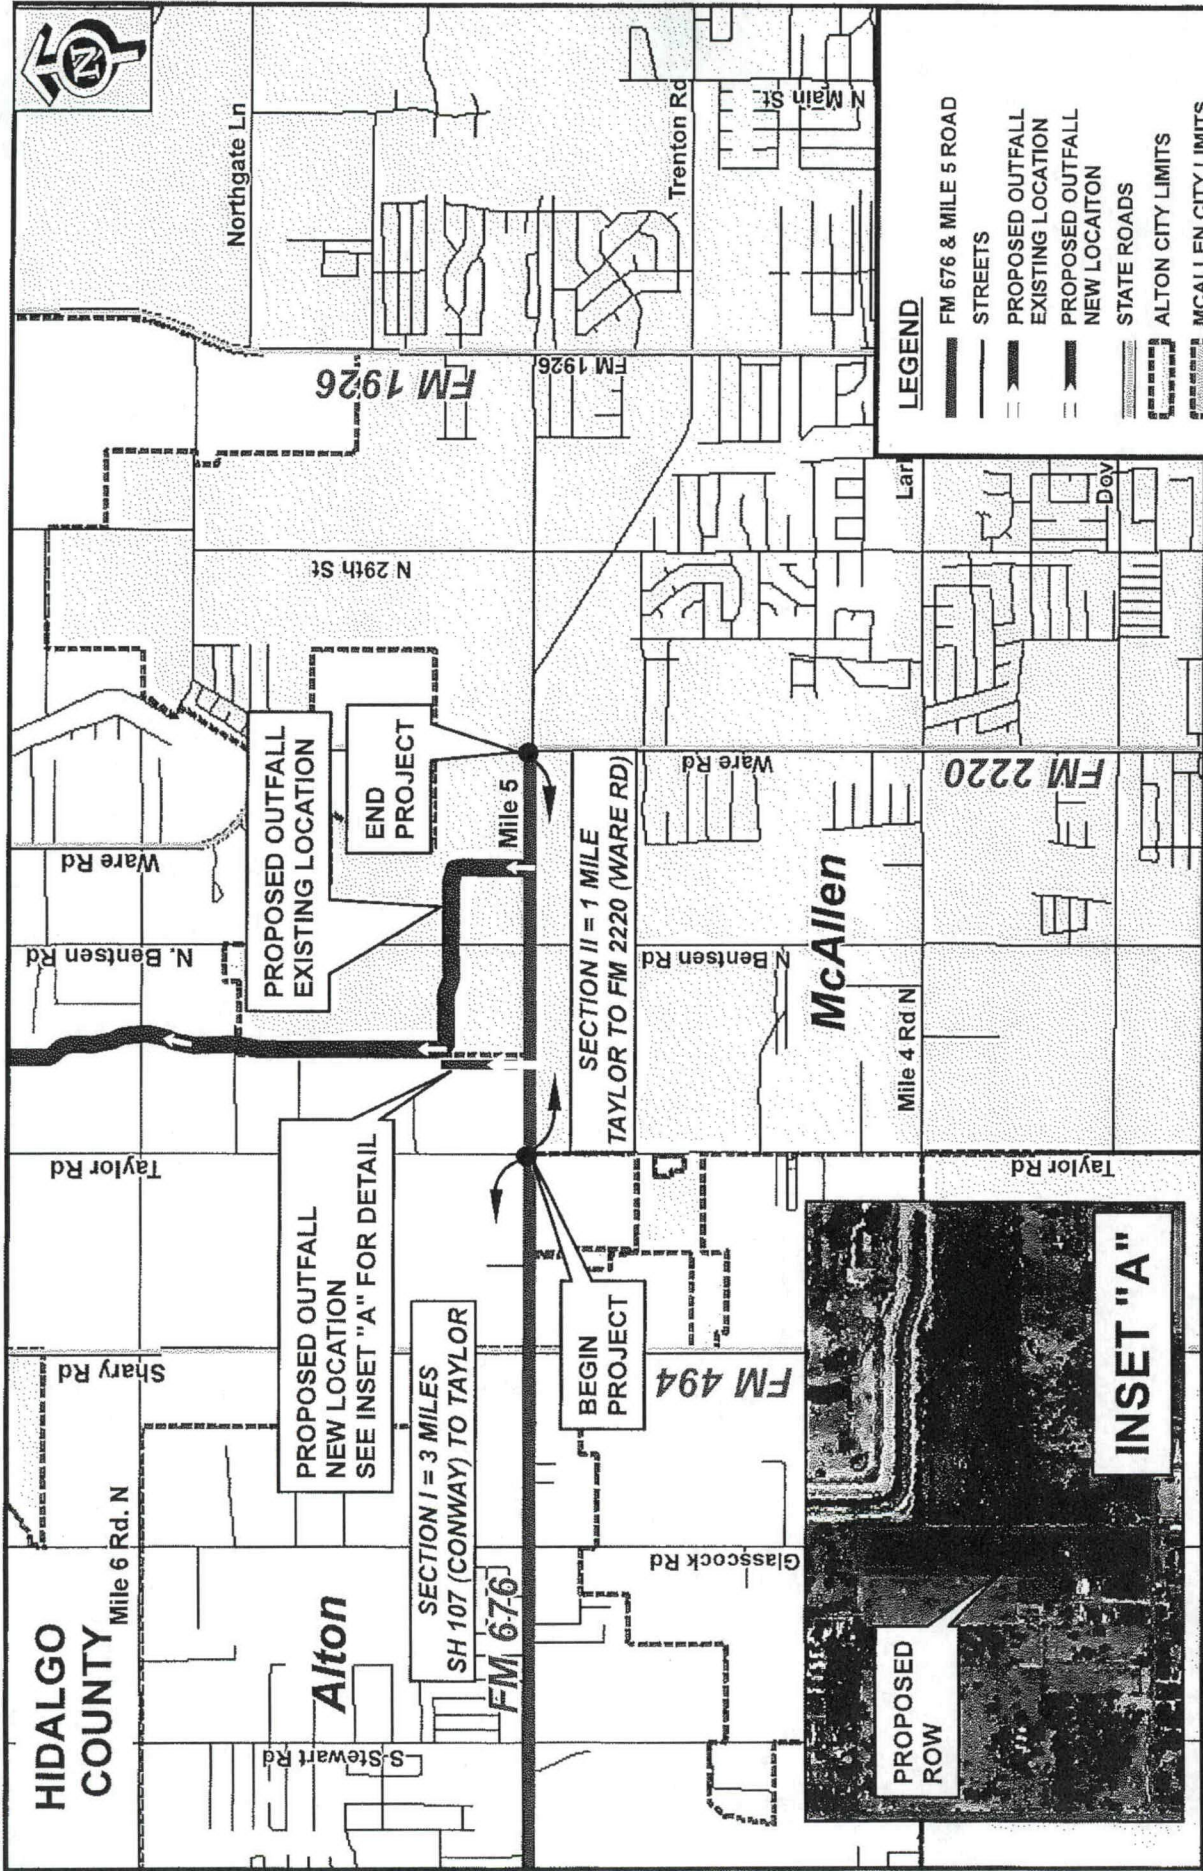 HIDALGO
COUNTY
Mile 6 Rd. N
Alton
S Stewart Rd
Shary Rd
Taylor Rd
N. Bentsen Rd
Ware Rd
N 29th St
FM 1926
FM 1926
Northgate Ln
Trenton Rd
N Main St
N
PROPOSED OUTFALL
NEW LOCATION
SEE INSET "A" FOR DETAIL
PROPOSED OUTFALL
EXISTING LOCATION
END
PROJECT
Mile 5
SECTION I = 3 MILES
SH 107 (CONWAY) TO TAYLOR
FM 676
BEGIN
PROJECT
SECTION II = 1 MILE
TAYLOR TO FM 2220 (WARE RD)
Glasscock Rd
FM 494
Taylor Rd
N Bentsen Rd
Ware Rd
McAllen
Mile 4 Rd N
FM 2220
Lar
Dov
PROPOSED
ROW
INSET "A"
LEGEND
FM 676 & MILE 5 ROAD
STREETS
PROPOSED OUTFALL
EXISTING LOCATION
PROPOSED OUTFALL
NEW LOCAITON
STATE ROADS
ALTON CITY LIMITS
MCALLEN CITY LIMITS